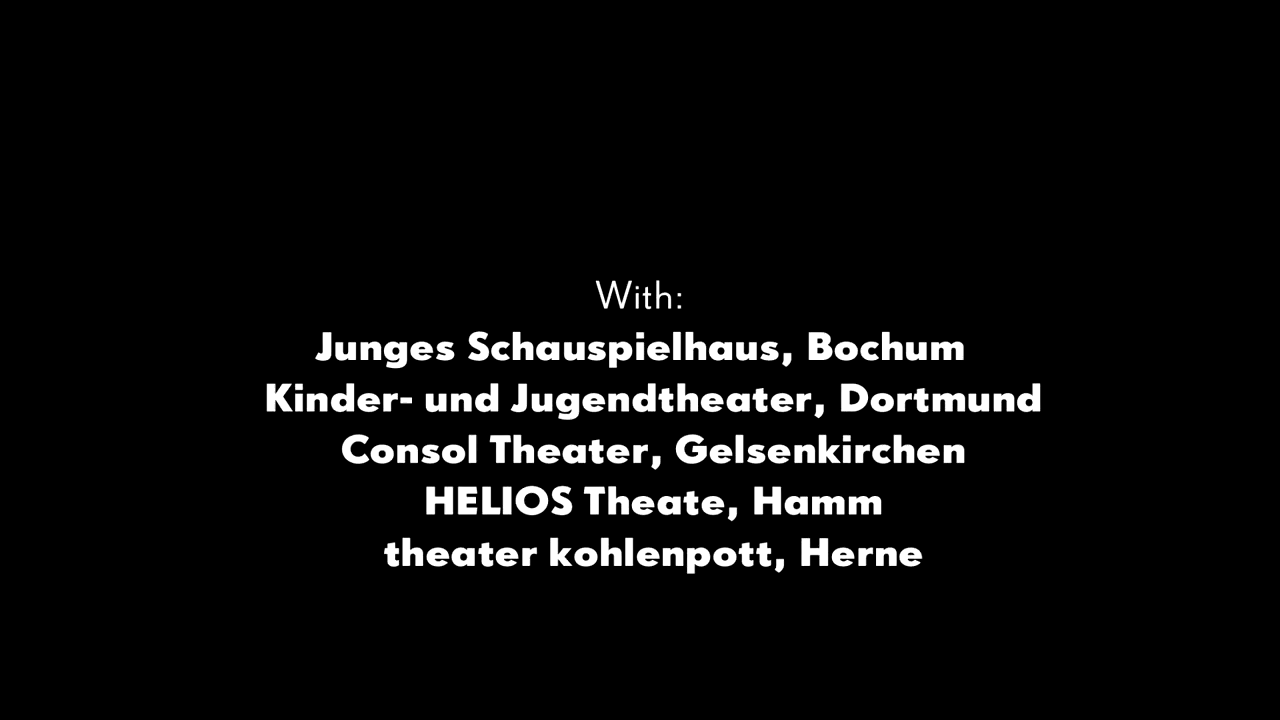 With:
Junges Schauspielhaus, Bochum
Kinder- und Jugendtheater, Dortmund
Consol Theater, Gelsenkirchen
HELIOS Theate, Hamm
theater kohlenpott, Herne